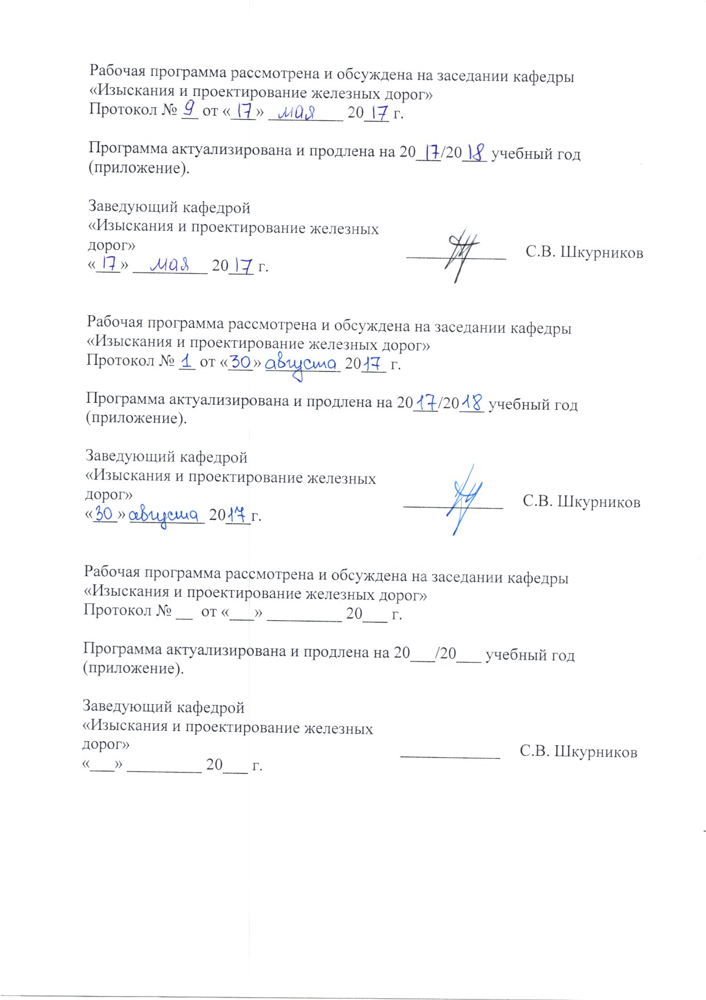 Рабочая программа рассмотрена и обсуждена на заседании кафедры
«Изыскания и проектирование железных дорог»
Протокол № 9 от «17» мая 2017 г.
Программа актуализирована и продлена на 2017/2018 учебный год
(приложение).
Заведующий кафедрой
«Изыскания и проектирование железных
дорог»
С.В. Шкурников
«17» мая 2017 г.
Рабочая программа рассмотрена и обсуждена на заседании кафедры
«Изыскания и проектирование железных дорог»
Протокол № 1 от «30» августа 2017 г.
Программа актуализирована и продлена на 2017/2018 учебный год
(приложение).
Заведующий кафедрой
«Изыскания и проектирование железных
дорог»
С.В. Шкурников
«30» августа 2017 г.
Рабочая программа рассмотрена и обсуждена на заседании кафедры
«Изыскания и проектирование железных дорог»
Протокол № __ от «___» _________ 20___ г.
Программа актуализирована и продлена на 20___/20___ учебный год
(приложение).
Заведующий кафедрой
«Изыскания и проектирование железных
дорог»
____________ С.В. Шкурников
«___» _________ 20___ г.